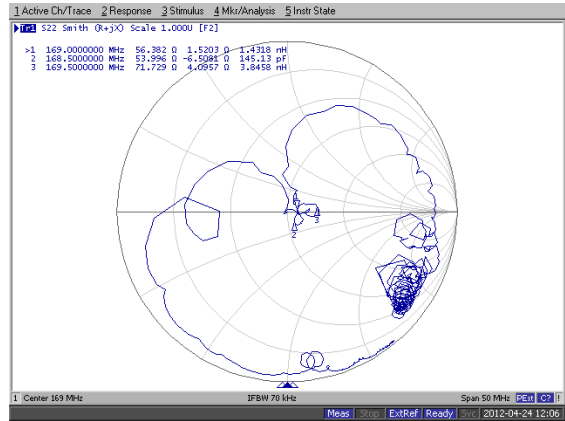 1 Active Ch/Trace 2 Response 3 Stimulus 4 Mkr/Analysis 5 Instr State
Tr1 S22 Smith (R+jX) Scale 1.000U [F2]
>1 169.0000000 MHz 56.382 Ω 1.5203 Ω 1.4318 nH
2 168.5000000 MHz 53.996 Ω -6.5081 Ω 145.13 pF
3 169.5000000 MHz 71.729 Ω 4.0957 Ω 3.8458 nH
1
3
2
1 Center 169 MHz IFBW 70 kHz Span 50 MHz PExt C? !
Meas Stop ExtRef Ready Svc 2012-04-24 12:06